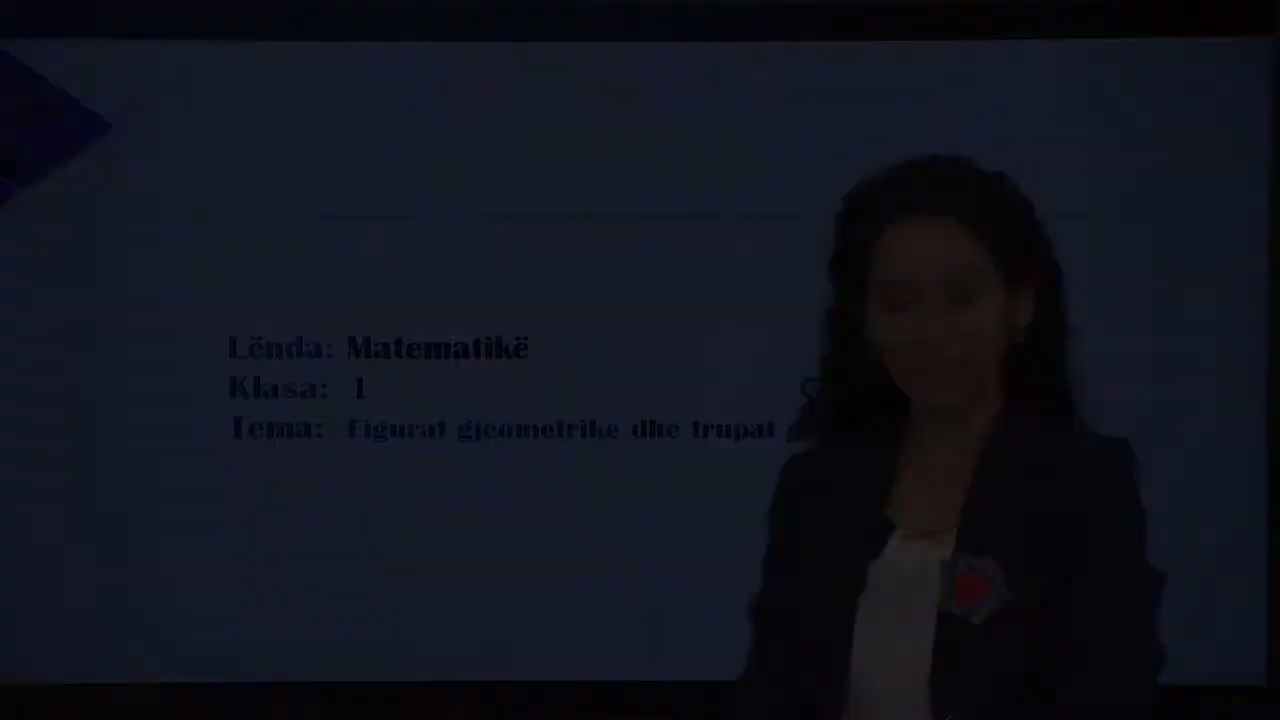 Lënda: Matematikë
Klasa: 1
Tema: Figurat gjeometrike dhe trupat